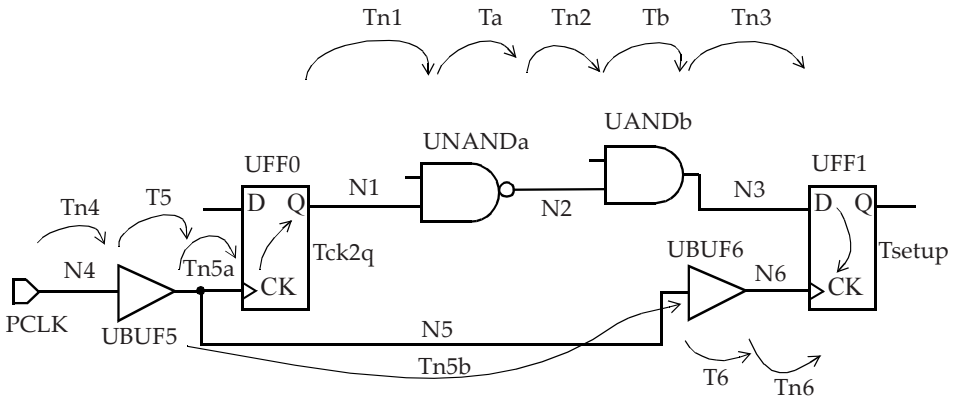 Tn1 Ta Tn2 Tb Tn3
UNANDa UANDb
UFF0 UFF1
N1 N2 N3
D Q D Q
Tn4 T5 Tn5a Tck2q Tsetup
N4 CK UBUF6 N6 CK
PCLK UBUF5 N5
Tn5b T6 Tn6